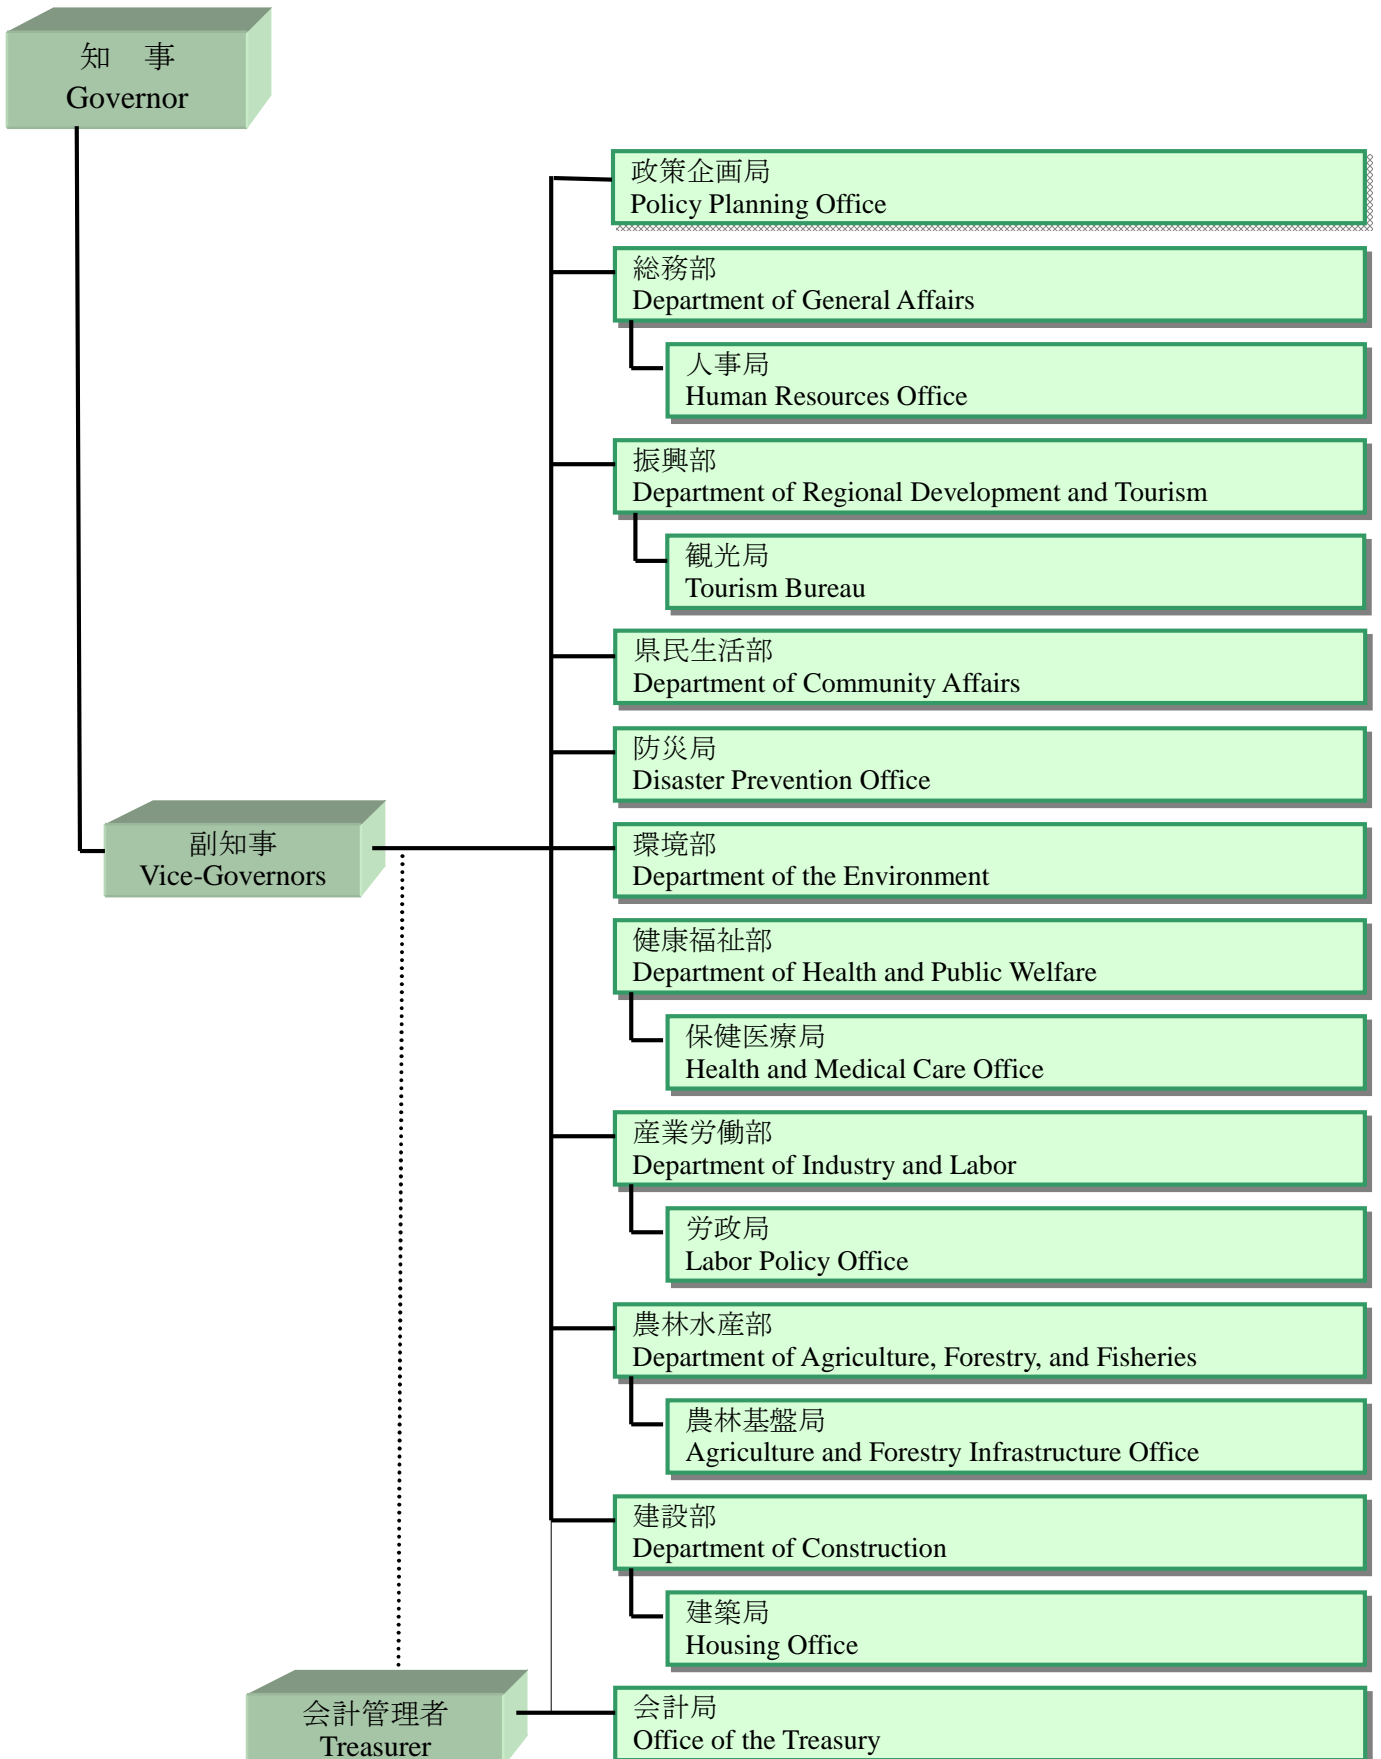 知　事
Governor
政策企画局
Policy Planning Office
総務部
Department of General Affairs
人事局
Human Resources Office
振興部
Department of Regional Development and Tourism
観光局
Tourism Bureau
県民生活部
Department of Community Affairs
防災局
Disaster Prevention Office
副知事
Vice-Governors
環境部
Department of the Environment
健康福祉部
Department of Health and Public Welfare
保健医療局
Health and Medical Care Office
産業労働部
Department of Industry and Labor
労政局
Labor Policy Office
農林水産部
Department of Agriculture, Forestry, and Fisheries
農林基盤局
Agriculture and Forestry Infrastructure Office
建設部
Department of Construction
建築局
Housing Office
会計管理者
Treasurer
会計局
Office of the Treasury